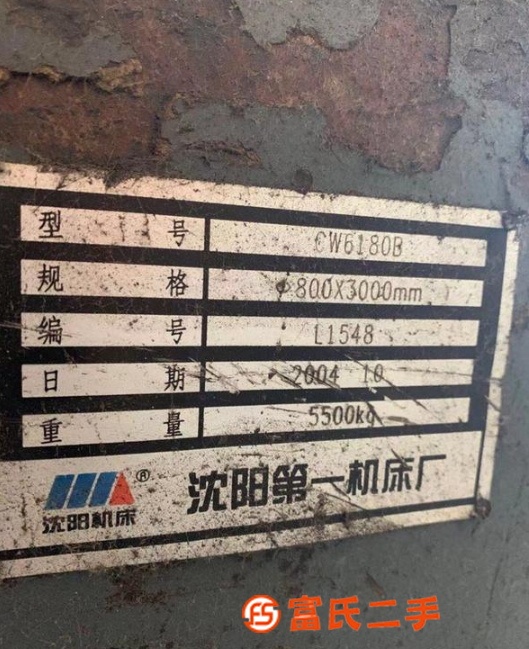 型 号 CW6180B
规 格 φ800X3000mm
编 号 L1548
日 期 2004 10
重 量 5500kg
沈阳机床 ® 沈阳第一机床厂
FS 富氏二手